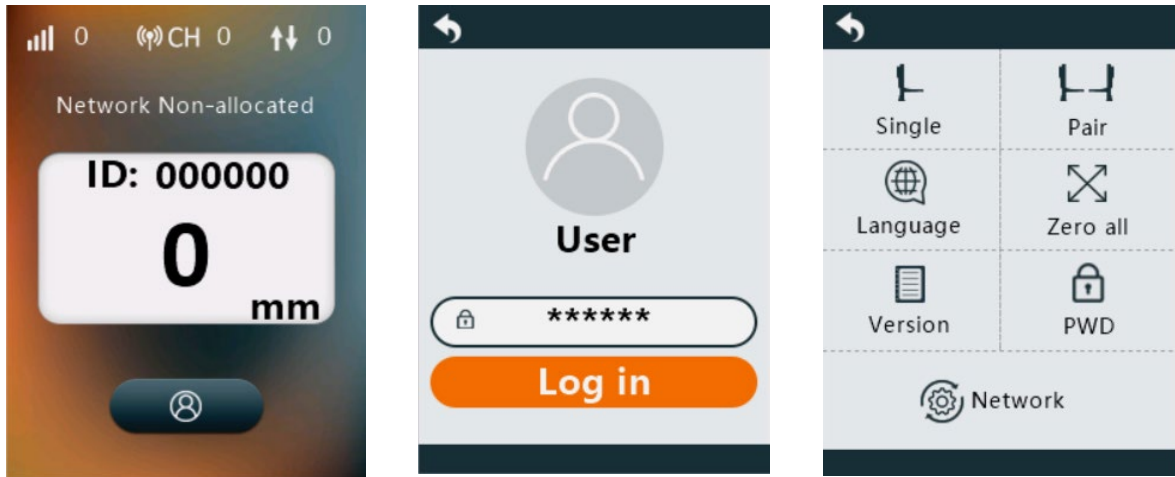 0 CH 0 0
Network Non-allocated
ID: 000000
0
mm
User
******
Log in
Single Pair
Language Zero all
Version PWD
Network